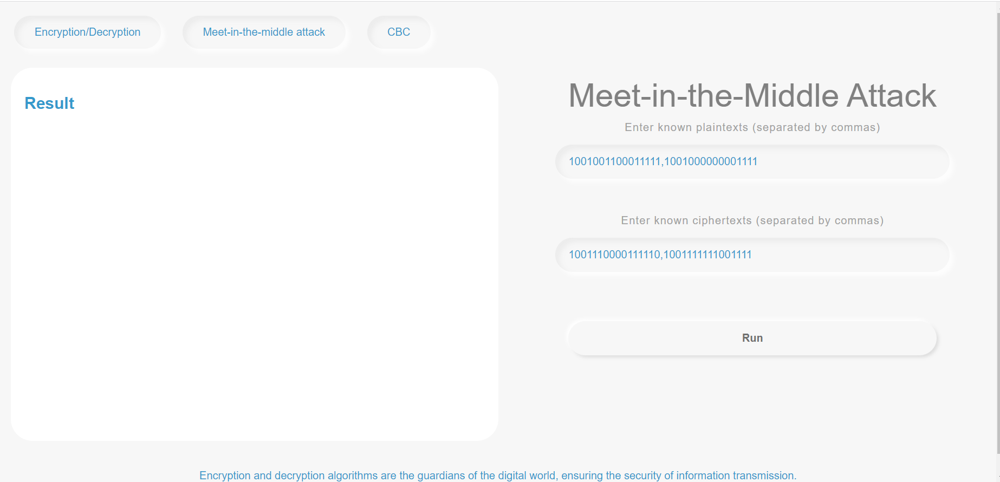 Encryption/Decryption
Meet-in-the-middle attack
CBC
Result
Meet-in-the-Middle Attack
Enter known plaintexts (separated by commas)
1001001100011111,1001000000001111
Enter known ciphertexts (separated by commas)
1001110000111110,1001111111001111
Run
Encryption and decryption algorithms are the guardians of the digital world, ensuring the security of information transmission.